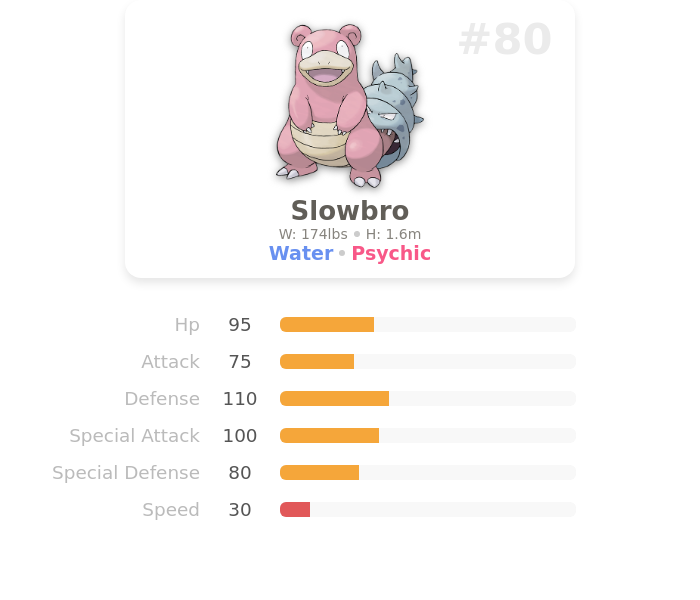 #80
Slowbro
W: 174lbs • H: 1.6m
Water • Psychic
Hp 95
Attack 75
Defense 110
Special Attack 100
Special Defense 80
Speed 30